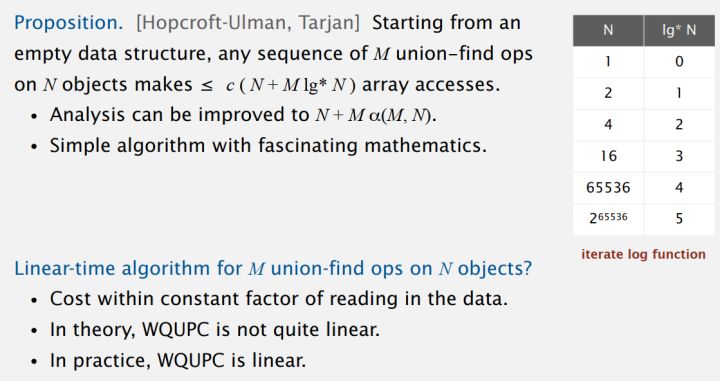 Proposition. [Hopcroft-Ulman, Tarjan] Starting from an
empty data structure, any sequence of M union–find ops
on N objects makes ≤ c ( N + M lg* N ) array accesses.
• Analysis can be improved to N + M α(M, N).
• Simple algorithm with fascinating mathematics.
Linear-time algorithm for M union-find ops on N objects?
• Cost within constant factor of reading in the data.
• In theory, WQUPC is not quite linear.
• In practice, WQUPC is linear.
N lg* N
1 0
2 1
4 2
16 3
65536 4
2⁶⁵⁵³⁶ 5
iterate log function